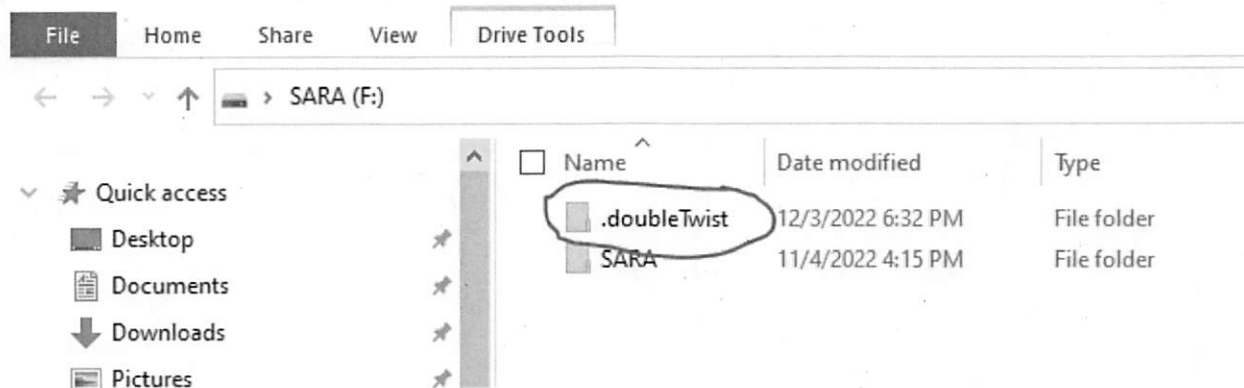 File Home Share View Drive Tools
SARA (F:)
Name Date modified Type
Quick access
.doubleTwist 12/3/2022 6:32 PM File folder
Desktop
SARA 11/4/2022 4:15 PM File folder
Documents
Downloads
Pictures